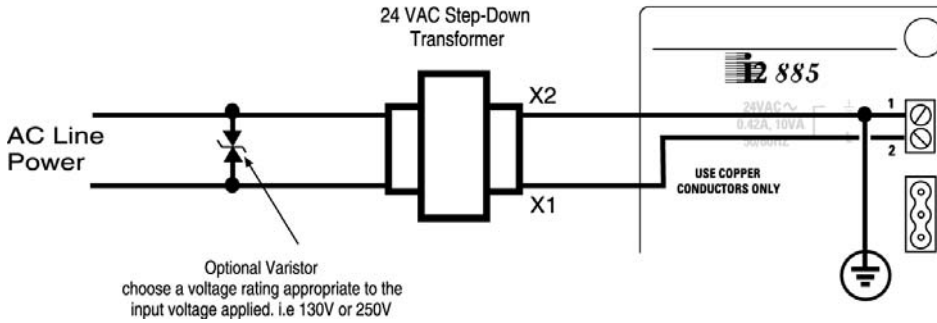 24 VAC Step-Down
Transformer
i2 885
X2
24VAC~
0.42A, 10VA
50/60HZ
1
2
AC Line
Power
USE COPPER
CONDUCTORS ONLY
X1
Optional Varistor
choose a voltage rating appropriate to the
input voltage applied. i.e 130V or 250V